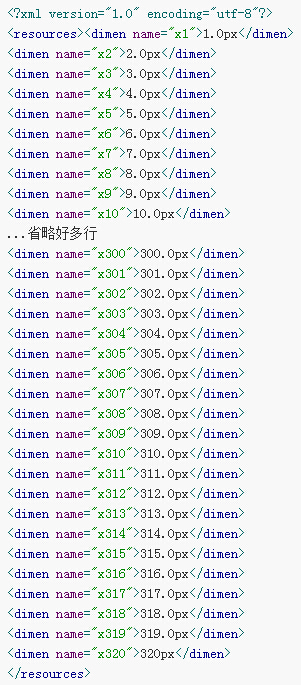 <?xml version="1.0" encoding="utf-8"?>
<resources><dimen name="x1">1.0px</dimen>
<dimen name="x2">2.0px</dimen>
<dimen name="x3">3.0px</dimen>
<dimen name="x4">4.0px</dimen>
<dimen name="x5">5.0px</dimen>
<dimen name="x6">6.0px</dimen>
<dimen name="x7">7.0px</dimen>
<dimen name="x8">8.0px</dimen>
<dimen name="x9">9.0px</dimen>
<dimen name="x10">10.0px</dimen>
...省略好多行
<dimen name="x300">300.0px</dimen>
<dimen name="x301">301.0px</dimen>
<dimen name="x302">302.0px</dimen>
<dimen name="x303">303.0px</dimen>
<dimen name="x304">304.0px</dimen>
<dimen name="x305">305.0px</dimen>
<dimen name="x306">306.0px</dimen>
<dimen name="x307">307.0px</dimen>
<dimen name="x308">308.0px</dimen>
<dimen name="x309">309.0px</dimen>
<dimen name="x310">310.0px</dimen>
<dimen name="x311">311.0px</dimen>
<dimen name="x312">312.0px</dimen>
<dimen name="x313">313.0px</dimen>
<dimen name="x314">314.0px</dimen>
<dimen name="x315">315.0px</dimen>
<dimen name="x316">316.0px</dimen>
<dimen name="x317">317.0px</dimen>
<dimen name="x318">318.0px</dimen>
<dimen name="x319">319.0px</dimen>
<dimen name="x320">320px</dimen>
</resources>